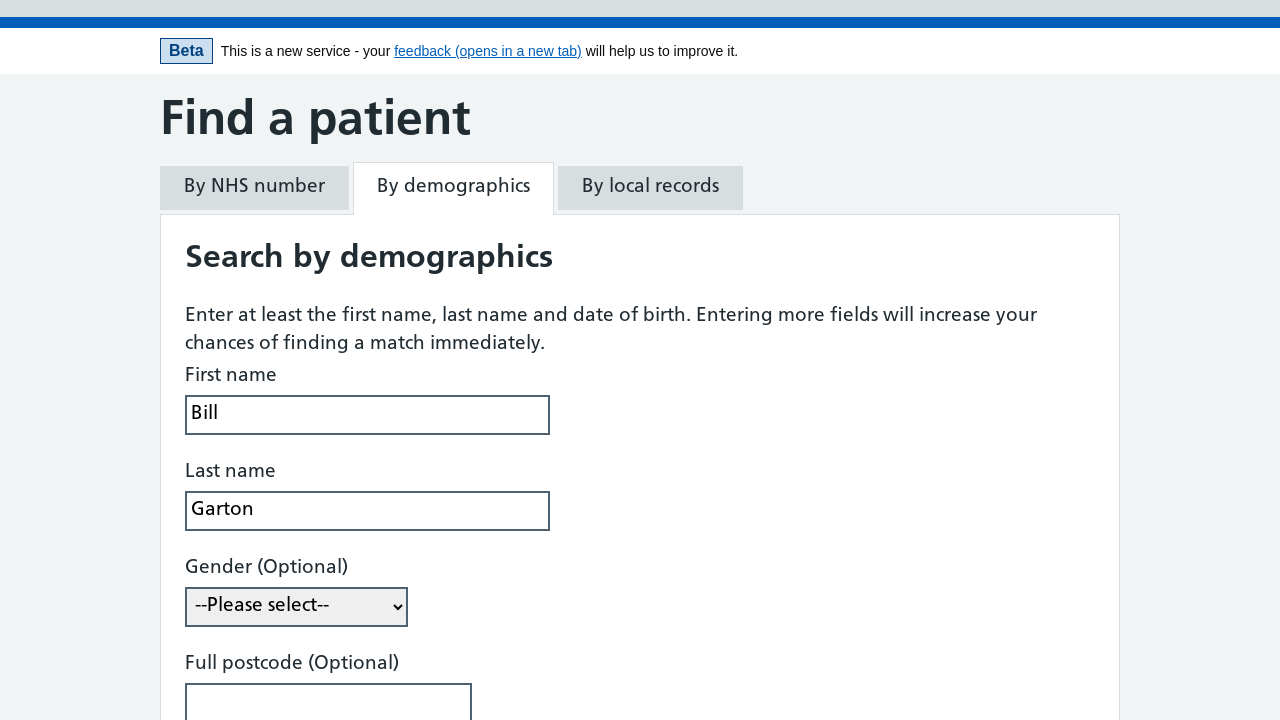 Beta This is a new service - your feedback (opens in a new tab) will help us to improve it.
Find a patient
By NHS number By demographics By local records
Search by demographics
Enter at least the first name, last name and date of birth. Entering more fields will increase your
chances of finding a match immediately.
First name
Bill
Last name
Garton
Gender (Optional)
--Please select--
Full postcode (Optional)